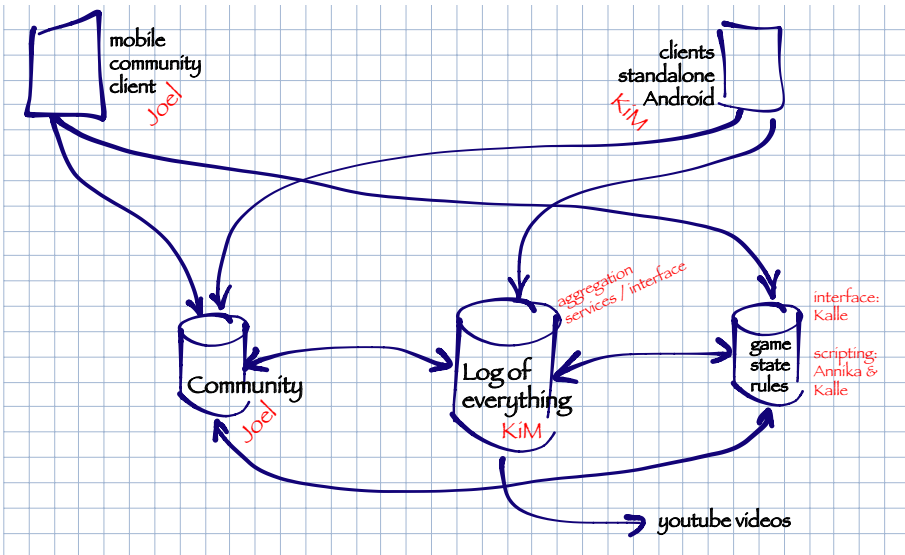 mobile
community
client
Joel
clients
standalone
Android
KiM
aggregation
services / interface
interface:
Kalle
game
state
rules
scripting:
Annika &
Kalle
Community
Joel
Log of
everything
KiM
youtube videos